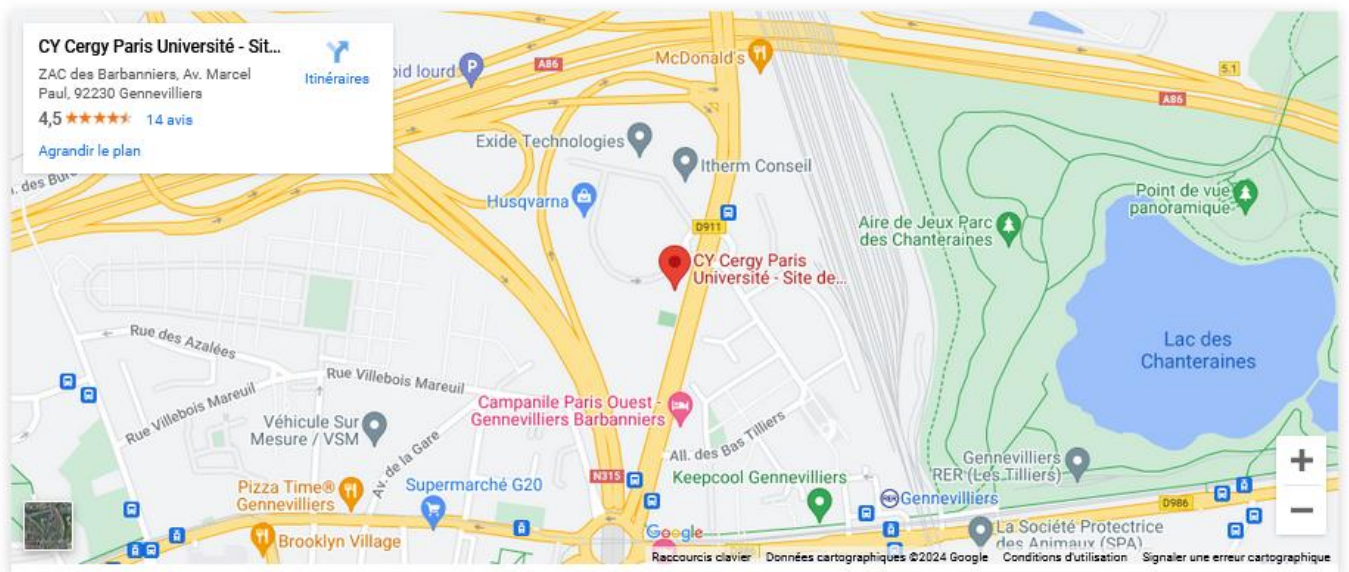 CY Cergy Paris Université - Sit...
ZAC des Barbanniers, Av. Marcel
Paul, 92230 Gennevilliers
4,5
14 avis
Agrandir le plan
Itinéraires
oid lourd
P
A86
McDonald's
5.1
A86
Exide Technologies
Itherm Conseil
des Bur
Husqvarna
D911
Point de vue
panoramique
Aire de Jeux Parc
des Chanteraines
CY Cergy Paris
Université - Site de...
Lac des
Chanteraines
Rue des Azalées
Rue Villebois Mareuil
Rue Villebois Mareuil
Campanile Paris Ouest -
Gennevilliers Barbanniers
Véhicule Sur
Mesure / VSM
Av. de la Gare
All. des Bas Tilliers
Gennevilliers
RER (Les Tilliers)
+
N315
Keepcool Gennevilliers
Pizza Time®
Gennevilliers
Supermarché G20
RER
Gennevilliers
D986
−
Brooklyn Village
Google
La Société Protectrice
des Animaux (SPA)
Raccourcis clavier
Données cartographiques ©2024 Google
Conditions d'utilisation
Signaler une erreur cartographique